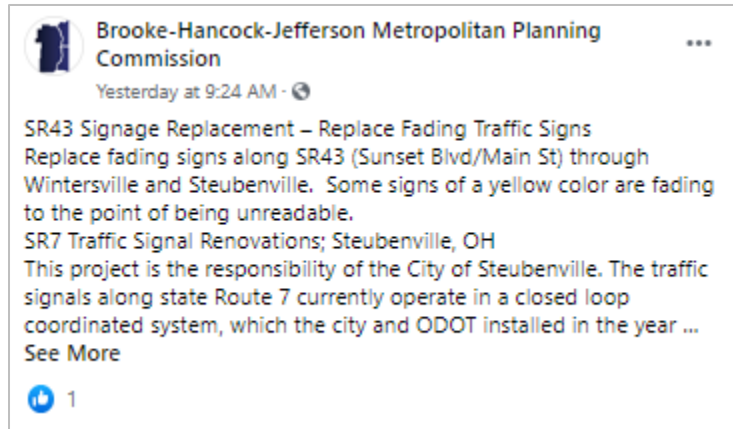 Brooke-Hancock-Jefferson Metropolitan Planning
Commission
...
Yesterday at 9:24 AM ·
SR43 Signage Replacement – Replace Fading Traffic Signs
Replace fading signs along SR43 (Sunset Blvd/Main St) through
Wintersville and Steubenville.  Some signs of a yellow color are fading
to the point of being unreadable.
SR7 Traffic Signal Renovations; Steubenville, OH
This project is the responsibility of the City of Steubenville. The traffic
signals along state Route 7 currently operate in a closed loop
coordinated system, which the city and ODOT installed in the year ...
See More
1